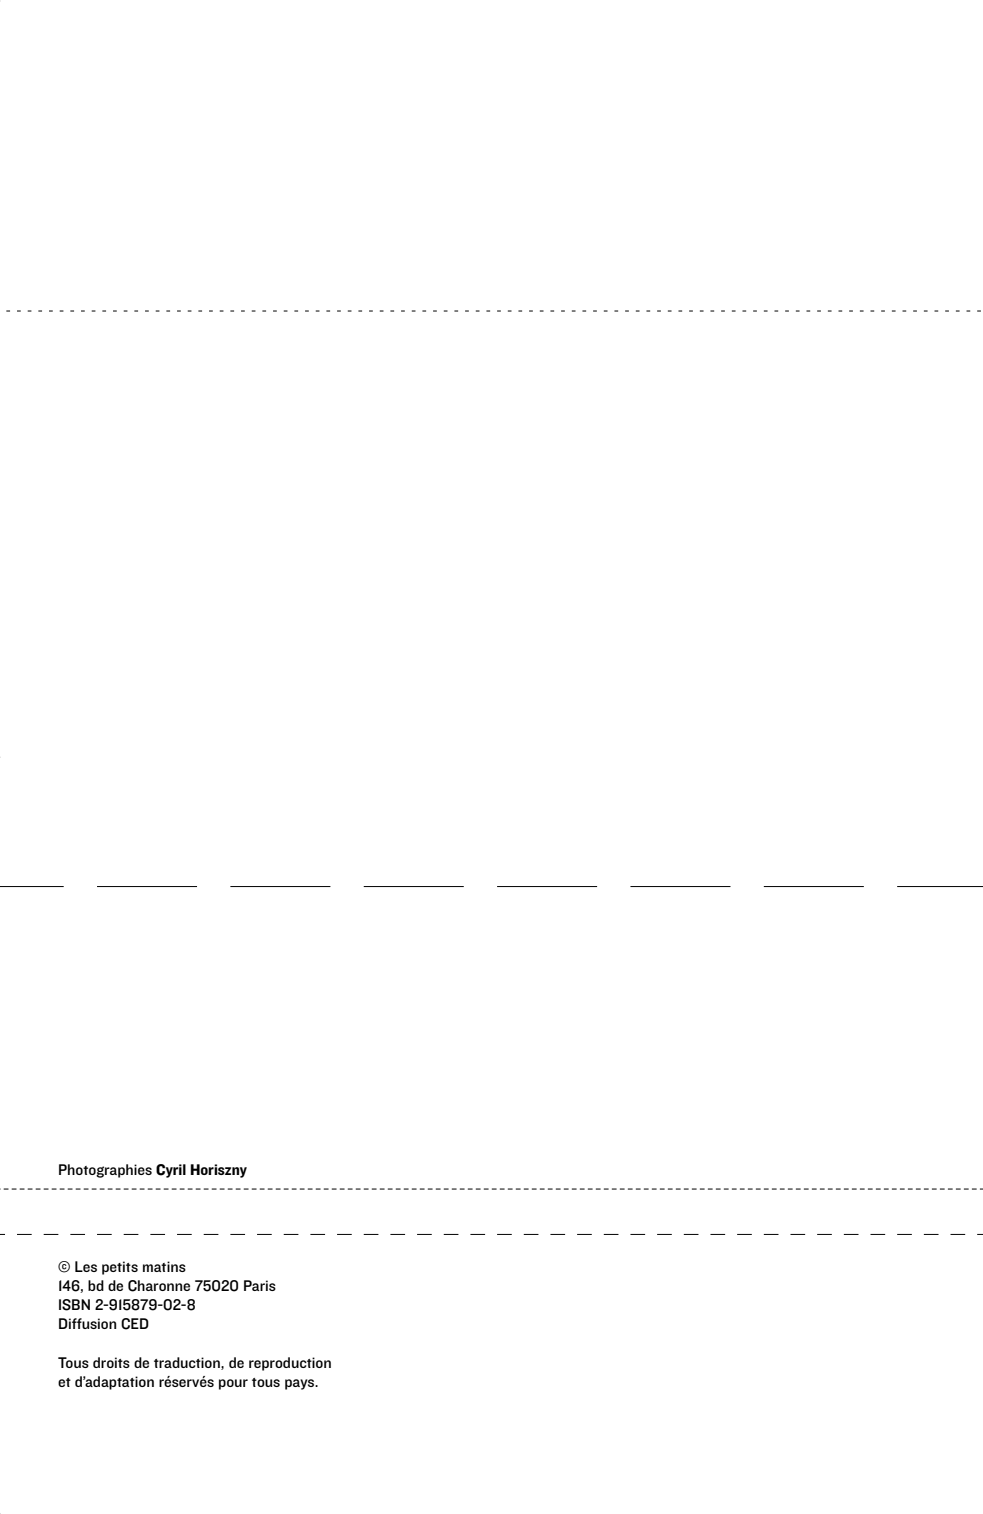 Photographies Cyril Horiszny
© Les petits matins
146, bd de Charonne 75020 Paris
ISBN 2-915879-02-8
Diffusion CED
Tous droits de traduction, de reproduction
et d'adaptation réservés pour tous pays.